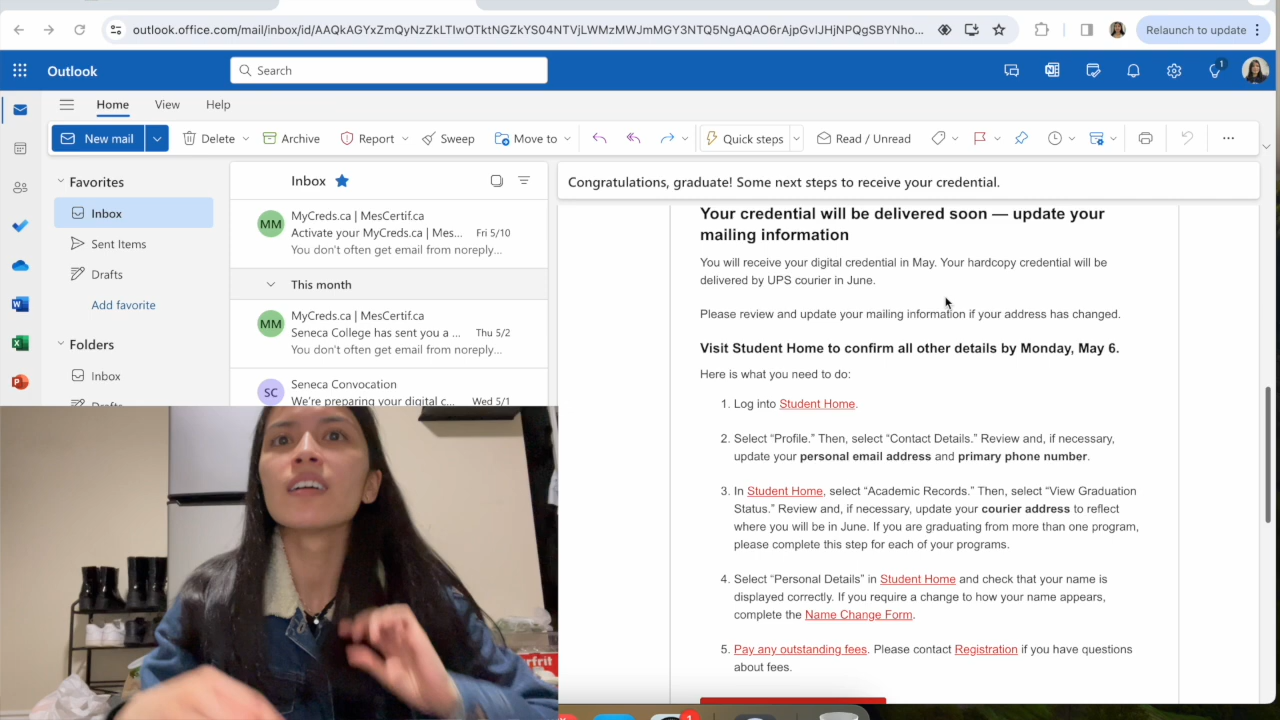 outlook.office.com/mail/inbox/id/AAQkAGYxZmQyNzZkLTIwOTktNGZkYS04NTVjLWMzMWJmMGY3NTQ5NgAQAO6rAjpGvIJHjNPQgSBYNho...
Relaunch to update
Outlook
Search
1
Home View Help
New mail Delete Archive Report Sweep Move to Quick steps Read / Unread
Favorites
Inbox
Sent Items
Drafts
Add favorite
Folders
Inbox
Drafts
Inbox
MM
MyCreds.ca | MesCertif.ca
Activate your MyCreds.ca | Mes... Fri 5/10
You don't often get email from noreply...
This month
MM
MyCreds.ca | MesCertif.ca
Seneca College has sent you a ... Thu 5/2
You don't often get email from noreply...
SC
Seneca Convocation
We're preparing your digital c... Wed 5/1
Congratulations, graduate! Some next steps to receive your credential.
Your credential will be delivered soon — update your
mailing information
You will receive your digital credential in May. Your hardcopy credential will be
delivered by UPS courier in June.
Please review and update your mailing information if your address has changed.
Visit Student Home to confirm all other details by Monday, May 6.
Here is what you need to do:
1. Log into Student Home.
2. Select “Profile.” Then, select “Contact Details.” Review and, if necessary,
update your personal email address and primary phone number.
3. In Student Home, select “Academic Records.” Then, select “View Graduation
Status.” Review and, if necessary, update your courier address to reflect
where you will be in June. If you are graduating from more than one program,
please complete this step for each of your programs.
4. Select “Personal Details” in Student Home and check that your name is
displayed correctly. If you require a change to how your name appears,
complete the Name Change Form.
5. Pay any outstanding fees. Please contact Registration if you have questions
about fees.
1